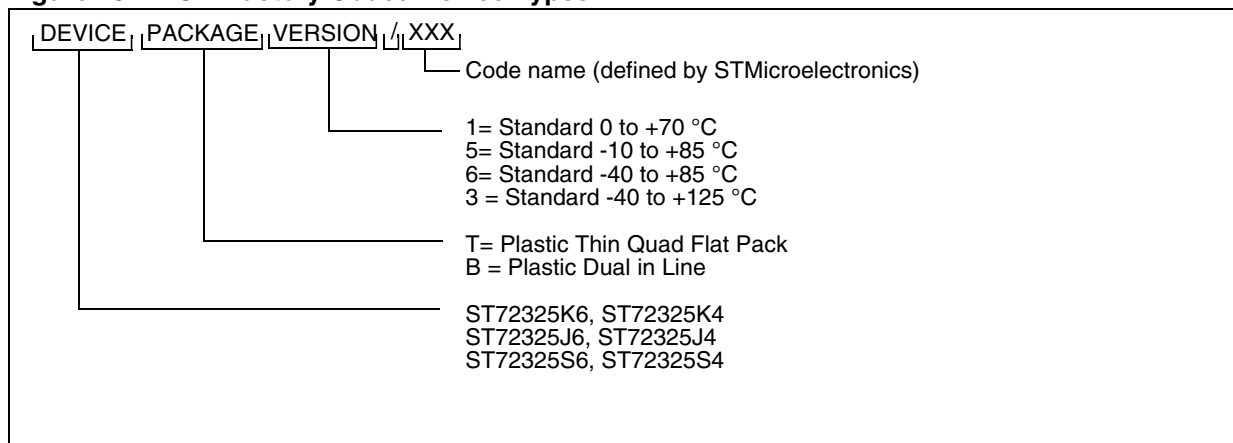 DEVICE PACKAGE VERSION / XXX
Code name (defined by STMicroelectronics)
1= Standard 0 to +70 °C
5= Standard -10 to +85 °C
6= Standard -40 to +85 °C
3 = Standard -40 to +125 °C
T= Plastic Thin Quad Flat Pack
B = Plastic Dual in Line
ST72325K6, ST72325K4
ST72325J6, ST72325J4
ST72325S6, ST72325S4